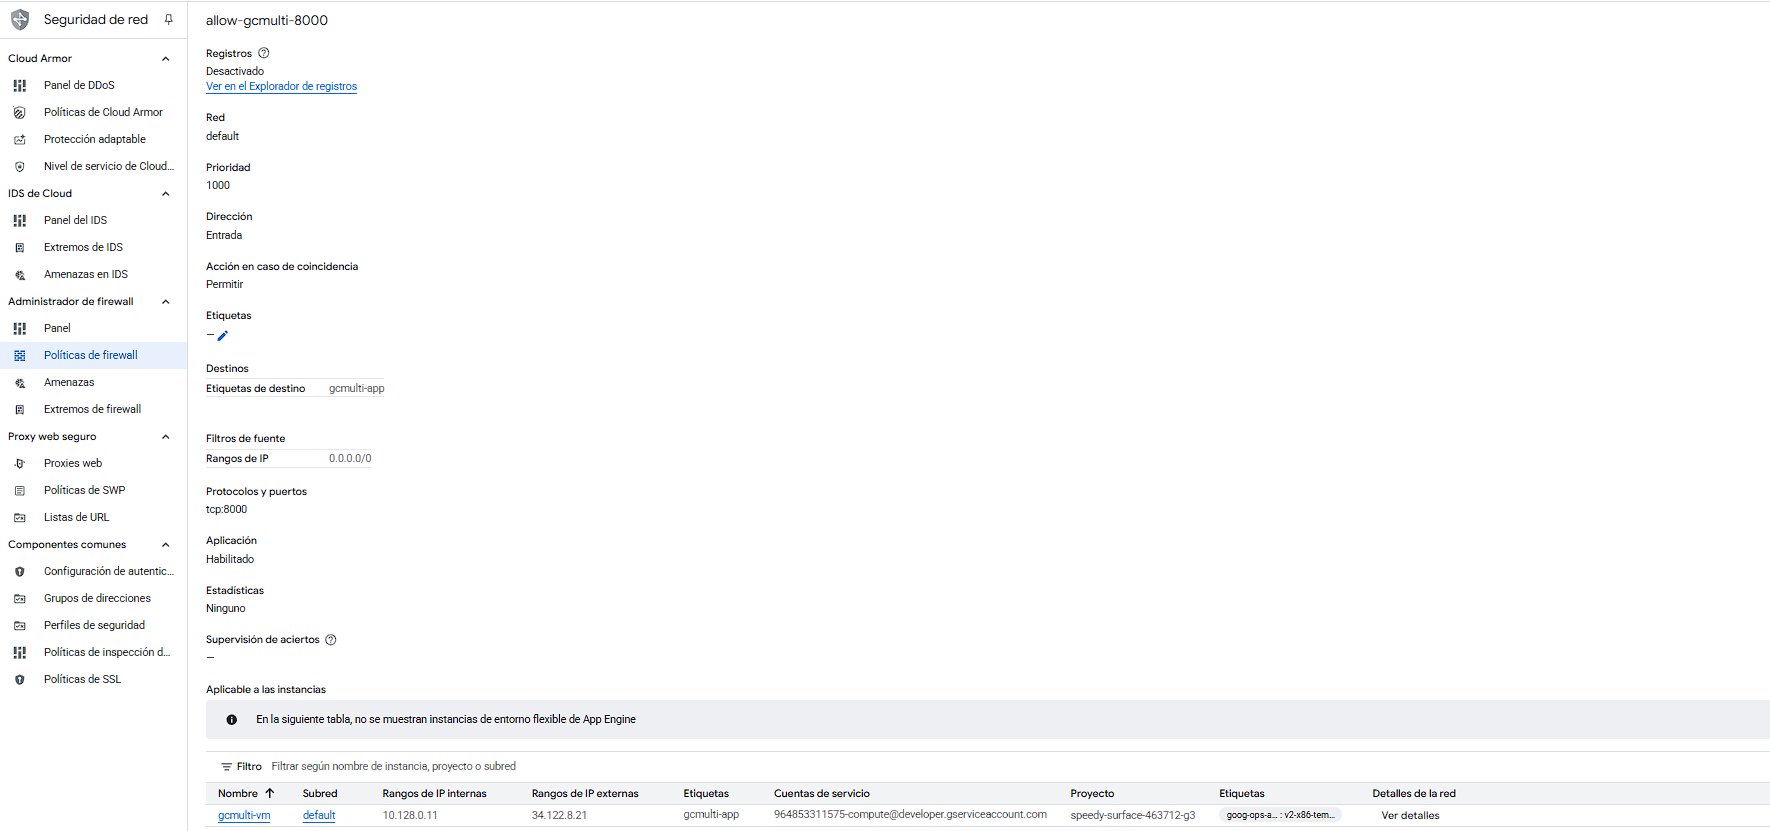 Seguridad de red
Cloud Armor
Panel de DDoS
Políticas de Cloud Armor
Protección adaptable
Nivel de servicio de Cloud...
IDS de Cloud
Panel del IDS
Extremos de IDS
Amenazas en IDS
Administrador de firewall
Panel
Políticas de firewall
Amenazas
Extremos de firewall
Proxy web seguro
Proxies web
Políticas de SWP
Listas de URL
Componentes comunes
Configuración de autentic...
Grupos de direcciones
Perfiles de seguridad
Políticas de inspección d...
Políticas de SSL
allow-gcmulti-8000
Registros
Desactivado
Ver en el Explorador de registros
Red
default
Prioridad
1000
Dirección
Entrada
Acción en caso de coincidencia
Permitir
Etiquetas
—
Destinos
Etiquetas de destino gcmulti-app
Filtros de fuente
Rangos de IP 0.0.0.0/0
Protocolos y puertos
tcp:8000
Aplicación
Habilitado
Estadísticas
Ninguno
Supervisión de aciertos
—
Aplicable a las instancias
En la siguiente tabla, no se muestran instancias de entorno flexible de App Engine
Filtro Filtrar según nombre de instancia, proyecto o subred
Nombre Subred Rangos de IP internas Rangos de IP externas Etiquetas Cuentas de servicio Proyecto Etiquetas Detalles de la red
gcmulti-vm default 10.128.0.11 34.122.8.21 gcmulti-app 964853311575-compute@developer.gserviceaccount.com speedy-surface-463712-g3 goog-ops-a... : v2-x86-tem... Ver detalles